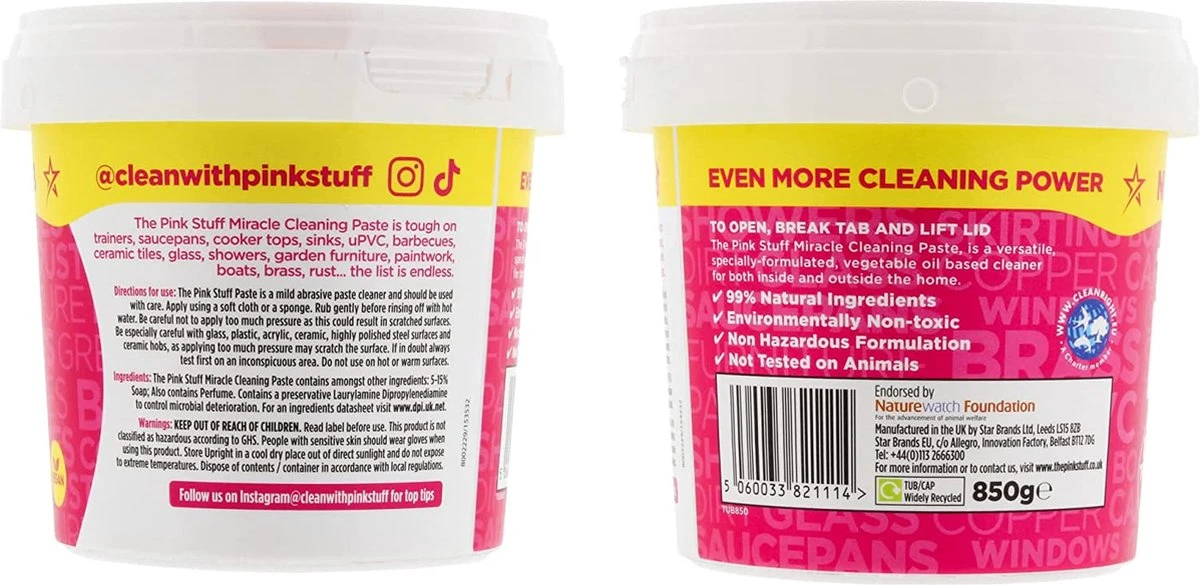 @cleanwithpinkstuff
The Pink Stuff Miracle Cleaning Paste is tough on
trainers, saucepans, cooker tops, sinks, uPVC, barbecues,
ceramic tiles, glass, showers, garden furniture, paintwork,
boats, brass, rust... the list is endless.
Directions for use: The Pink Stuff Paste is a mild abrasive paste cleaner and should be used
with care. Apply using a soft cloth or a sponge. Rub gently before rinsing off with hot
water. Be careful not to apply too much pressure as this could result in scratched surfaces.
Be especially careful with glass, plastic, acrylic, ceramic, highly polished steel surfaces and
ceramic hobs, as applying too much pressure may scratch the surface. If in doubt always
test first on an inconspicuous area. Do not use on hot or warm surfaces.
Ingredients: The Pink Stuff Miracle Cleaning Paste contains amongst other ingredients: 5-15%
Soap; Also contains Perfume. Contains a preservative Laurylamine Dipropylenediamine
to control microbial deterioration. For an ingredients datasheet visit www.dpi.uk.net.
Warnings: KEEP OUT OF REACH OF CHILDREN. Read label before use. This product is not
classified as hazardous according to GHS. People with sensitive skin should wear gloves when
using this product. Store Upright in a cool dry place out of direct sunlight and do not expose
to extreme temperatures. Dispose of contents / container in accordance with local regulations.
B002229/153532
Follow us on Instagram@cleanwithpinkstuff for top tips
EVEN MORE CLEANING POWER
TO OPEN, BREAK TAB AND LIFT LID
The Pink Stuff Miracle Cleaning Paste, is a versatile,
specially-formulated, vegetable oil based cleaner
for both inside and outside the home.
✓ 99% Natural Ingredients
✓ Environmentally Non-toxic
✓ Non Hazardous Formulation
✓ Not Tested on Animals
WWW.CLEANRIGHT.EU
A Charter member
Endorsed by
Naturewatch Foundation
For the advancement of animal welfare
Manufactured in the UK by Star Brands Ltd, Leeds LS15 8ZB
Star Brands EU, c/o Allegro, Innovation Factory, Belfast BT12 7DG
Tel: +44(0)113 2666300
For more information or to contact us, visit www.thepinkstuff.co.uk
TUB/CAP
Widely Recycled
850g℮
5 060033 821114 >
TUB850
SHOWERS SKIRTING
COPPER
WINDOWS
BRASS
GLASS COPPER
SAUCEPANS WINDOWS